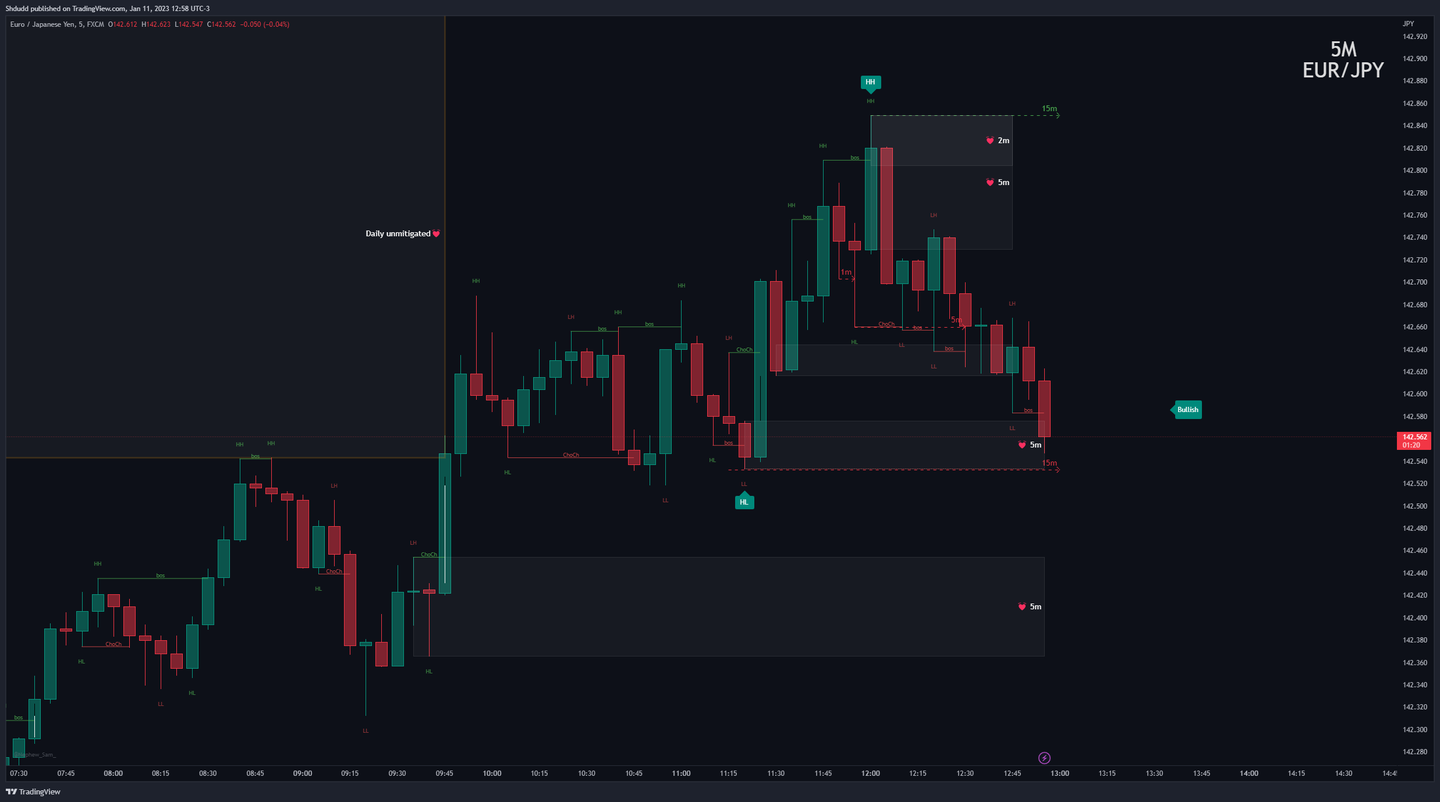 Shdudd published on TradingView.com, Jan 11, 2023 12:58 UTC-3
Euro / Japanese Yen, 5, FXCM O142.612 H142.623 L142.547 C142.562 −0.050 (−0.04%)
JPY
5M
EUR/JPY
142.920
142.900
142.880
142.860
142.840
142.820
142.800
142.780
142.760
142.740
142.720
142.700
142.680
142.660
142.640
142.620
142.600
142.580
142.562
01:20
142.540
142.520
142.500
142.480
142.460
142.440
142.420
142.400
142.380
142.360
142.340
142.320
142.300
142.280
HH
HH
15m
2m
5m
HH
bos
HH
bos
LH
Daily unmitigated
1m
HH
HH
HH
LH
bos
bos
LH
ChoCh
ChoCh
bos
5m
HL
LL
bos
LL
LH
bos
LL
Bullish
5m
15m
HH
HH
bos
HL
ChoCh
LL
bos
HL
LL
HL
LH
ChoCh
HL
LH
ChoCh
HH
bos
ChoCh
HL
HL
LL
HL
LL
5m
bos
07:30 07:45 08:00 08:15 08:30 08:45 09:00 09:15 09:30 09:45 10:00 10:15 10:30 10:45 11:00 11:15 11:30 11:45 12:00 12:15 12:30 12:45 13:00 13:15 13:30 13:45 14:00 14:15 14:30
TradingView